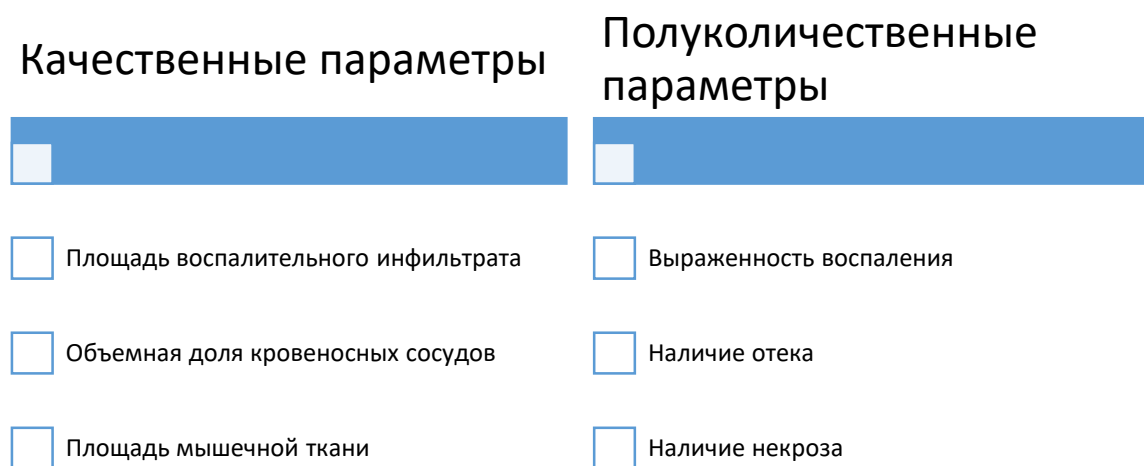 Качественные параметры
Площадь воспалительного инфильтрата
Объемная доля кровеносных сосудов
Площадь мышечной ткани
Полуколичественные
параметры
Выраженность воспаления
Наличие отека
Наличие некроза